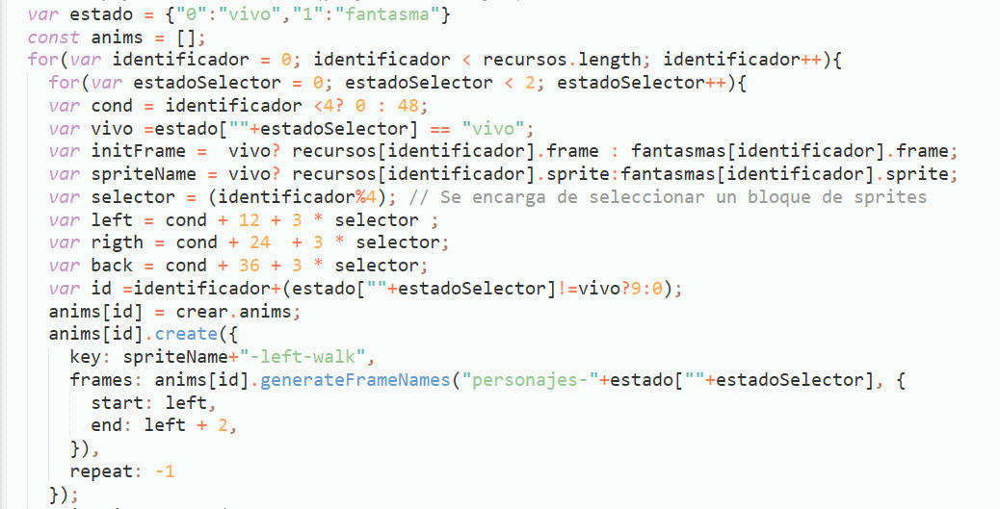 var estado = {"0":"vivo","1":"fantasma"}
const anims = [];
for(var identificador = 0; identificador < recursos.length; identificador++){
for(var estadoSelector = 0; estadoSelector < 2; estadoSelector++){
var cond = identificador <4? 0 : 48;
var vivo =estado[""+estadoSelector] == "vivo";
var initFrame =  vivo? recursos[identificador].frame : fantasmas[identificador].frame;
var spriteName = vivo? recursos[identificador].sprite:fantasmas[identificador].sprite;
var selector = (identificador%4); // Se encarga de seleccionar un bloque de sprites
var left = cond + 12 + 3 * selector ;
var rigth = cond + 24  + 3 * selector;
var back = cond + 36 + 3 * selector;
var id =identificador+(estado[""+estadoSelector]!=vivo?9:0);
anims[id] = crear.anims;
anims[id].create({
key: spriteName+"-left-walk",
frames: anims[id].generateFrameNames("personajes-"+estado[""+estadoSelector], {
start: left,
end: left + 2,
}),
repeat: -1
});